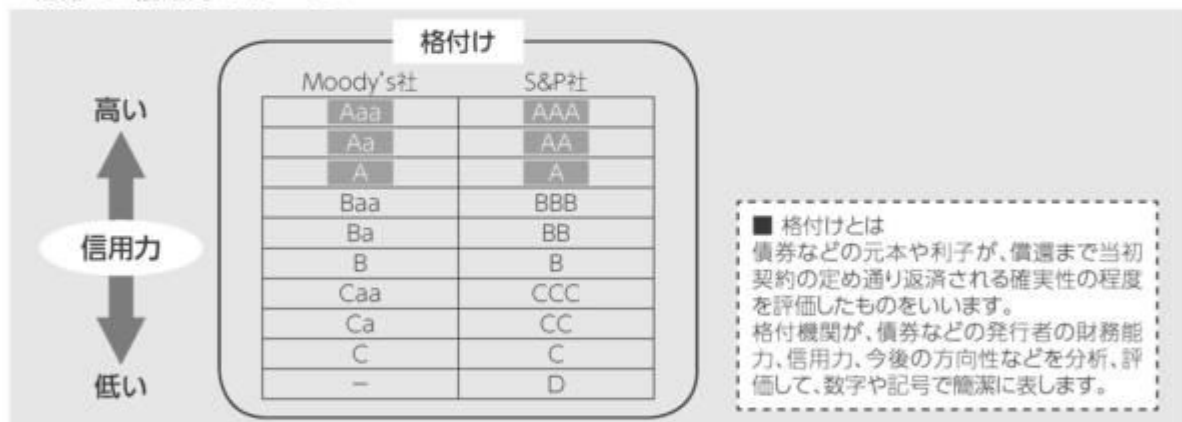 格付け
Moody's社 S&P社
高い
Aaa AAA
Aa AA
A A
Baa BBB
Ba BB
信用力
B B
Caa CCC
Ca CC
C C
低い
− D
■ 格付けとは
債券などの元本や利子が、償還まで当初
契約の定め通り返済される確実性の程度
を評価したものをいいます。
格付機関が、債券などの発行者の財務能
力、信用力、今後の方向性などを分析、評
価して、数字や記号で簡潔に表します。